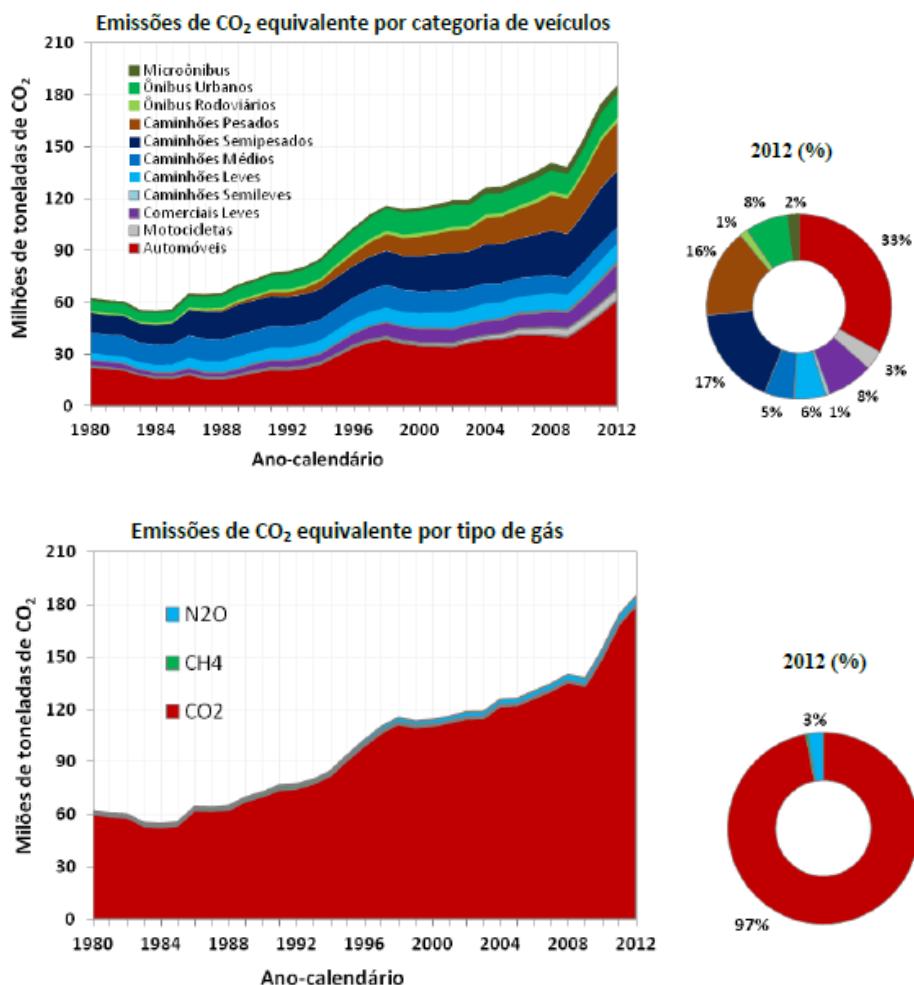 Emissões de CO₂ equivalente por categoria de veículos
Milhões de toneladas de CO₂
210
180
150
120
90
60
30
0
Microônibus
Ônibus Urbanos
Ônibus Rodoviários
Caminhões Pesados
Caminhões Semipesados
Caminhões Médios
Caminhões Leves
Caminhões Semileves
Comerciais Leves
Motocicletas
Automóveis
1980 1984 1988 1992 1996 2000 2004 2008 2012
Ano-calendário
2012 (%)
33%
3%
8%
1%
6%
5%
17%
16%
1%
8%
2%
Emissões de CO₂ equivalente por tipo de gás
Milões de toneladas de CO₂
210
180
150
120
90
60
30
0
N2O
CH4
CO2
1980 1984 1988 1992 1996 2000 2004 2008 2012
Ano-calendário
2012 (%)
3%
97%